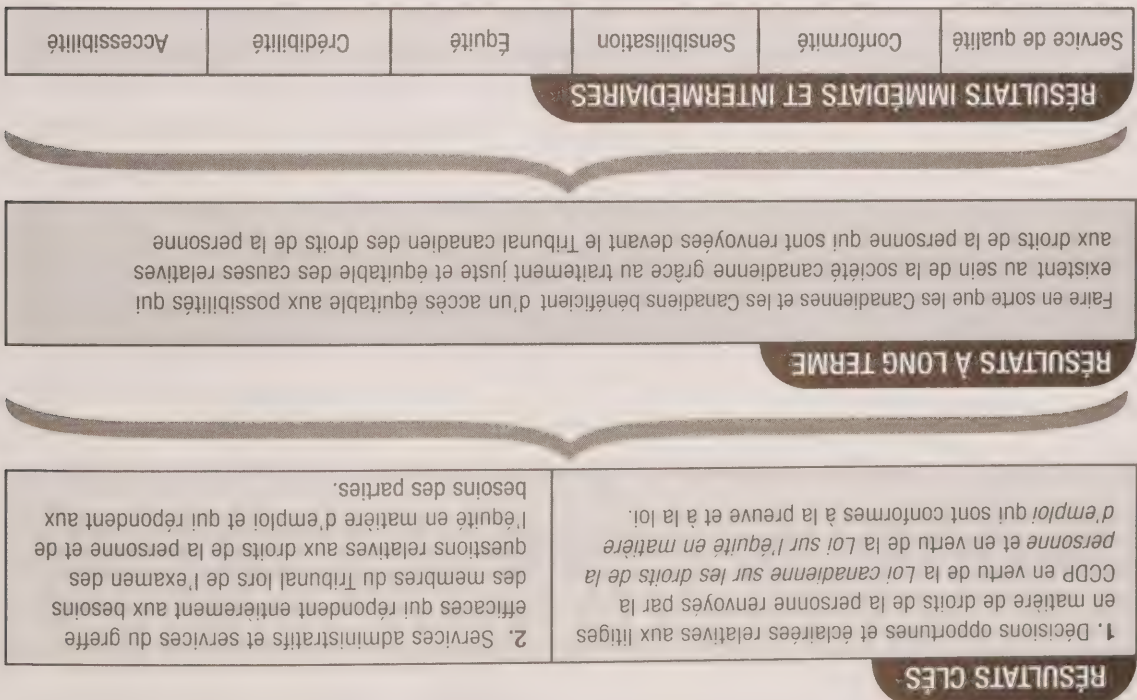 RÉSULTATS CLÉS
1. Décisions opportunes et éclairées relatives aux litiges
en matière de droits de la personne renvoyés par la
CCDP en vertu de la Loi canadienne sur les droits de la
personne et en vertu de la Loi sur l'équité en matière
d'emploi qui sont conformes à la preuve et à la loi.
2. Services administratifs et services du greffe
efficaces qui répondent entièrement aux besoins
des membres du Tribunal lors de l'examen des
questions relatives aux droits de la personne et de
l'équité en matière d'emploi et qui répondent aux
besoins des parties.
RÉSULTATS À LONG TERME
Faire en sorte que les Canadiennes et les Canadiens bénéficient d'un accès équitable aux possibilités qui
existent au sein de la société canadienne grâce au traitement juste et équitable des causes relatives
aux droits de la personne qui sont renvoyées devant le Tribunal canadien des droits de la personne
RÉSULTATS IMMÉDIATS ET INTERMÉDIAIRES
Service de qualité
Conformité
Sensibilisation
Équité
Crédibilité
Accessibilité